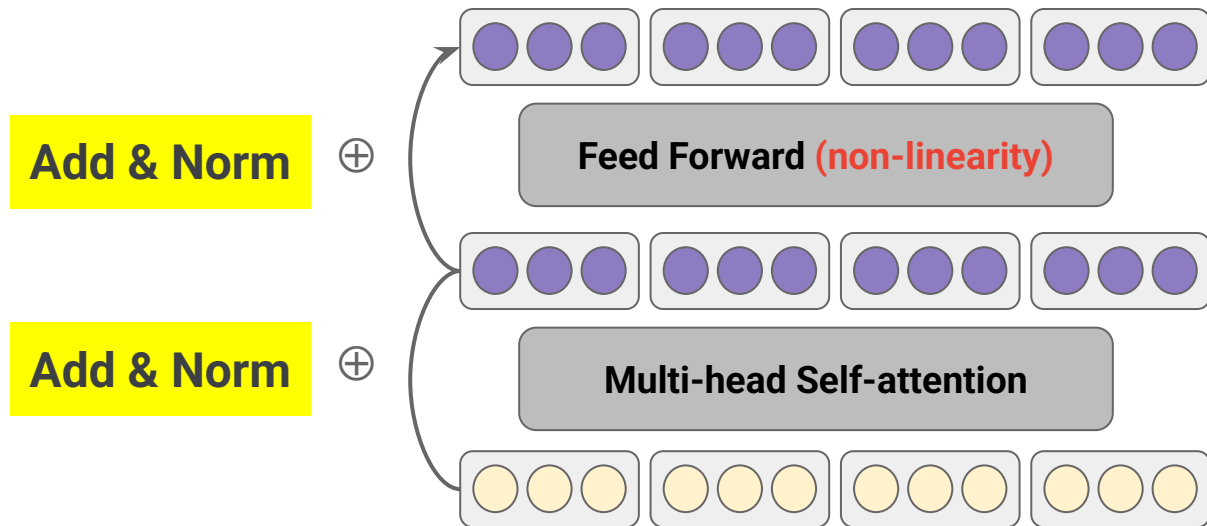 Add & Norm
Feed Forward (non-linearity)
Add & Norm
Multi-head Self-attention